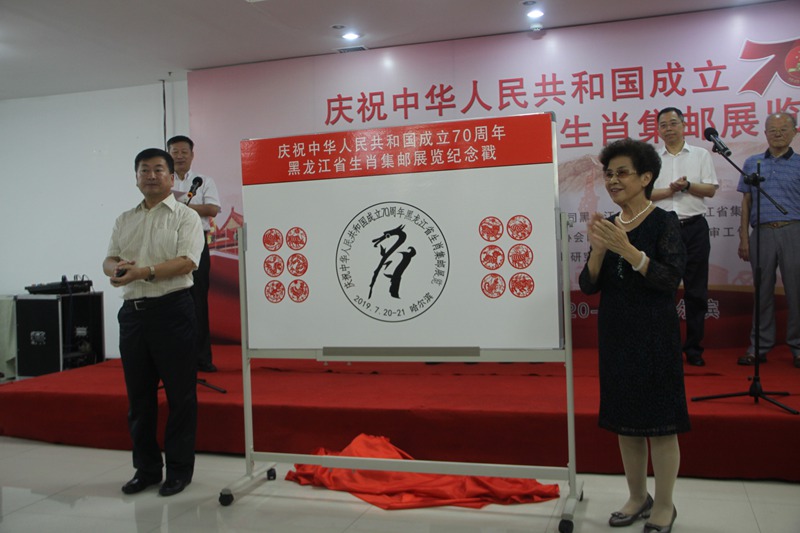 庆祝中华人民共和国成立70
生肖集邮展览
庆祝中华人民共和国成立70周年
黑龙江省生肖集邮展览纪念戳
庆祝中华人民共和国成立70周年黑龙江省生肖集邮展览
2019.7.20-21 哈尔滨